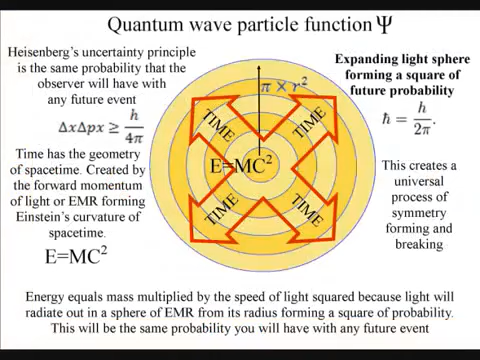 Quantum wave particle function Ψ
Heisenberg's uncertainty principle
is the same probability that the
observer will have with
any future event
ΔxΔpx ≥ h/4π
Time has the geometry
of spacetime. Created by
the forward momentum
of light or EMR forming
Einstein's curvature of
spacetime.
E=MC²
π × r²
TIME
TIME
E=MC²
TIME
TIME
Expanding light sphere
forming a square of
future probability
ℏ = h/2π.
This creates a
universal
process of
symmetry
forming and
breaking
Energy equals mass multiplied by the speed of light squared because light will
radiate out in a sphere of EMR from its radius forming a square of probability.
This will be the same probability you will have with any future event